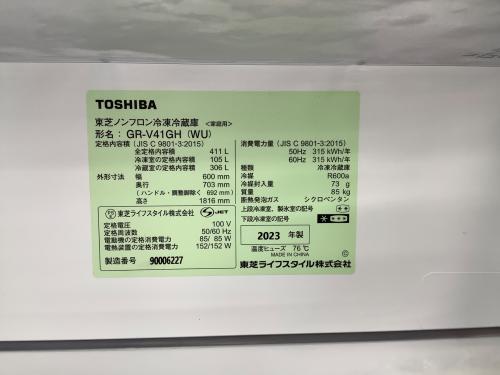 TOSHIBA
東芝ノンフロン冷凍冷蔵庫 <家庭用>
形名: GR-V41GH (WU)
定格内容積 (JIS C 9801-3:2015)
全定格内容積 411 L
冷凍室の定格内容積 105 L
冷蔵室の定格内容積 306 L
外形寸法 幅 600 mm
奥行 703 mm
(ハンドル・調整脚除く 692 mm)
高さ 1816 mm
東芝ライフスタイル株式会社 JET
定格電圧 100 V
定格周波数 50/60 Hz
電動機の定格消費電力 85/ 85 W
電熱装置の定格消費電力 152/152 W
製造番号 90006227
消費電力量 (JIS C 9801-3:2015)
50Hz 315 kWh/年
60Hz 315 kWh/年
種類 冷凍冷蔵庫
冷媒 R600a
冷媒封入量 73 g
質量 85 kg
断熱発泡ガス シクロペンタン
上段冷凍室、製氷室の記号
下段冷凍室の記号
2023 年製
温度ヒューズ 76℃
MADE IN CHINA
東芝ライフスタイル株式会社